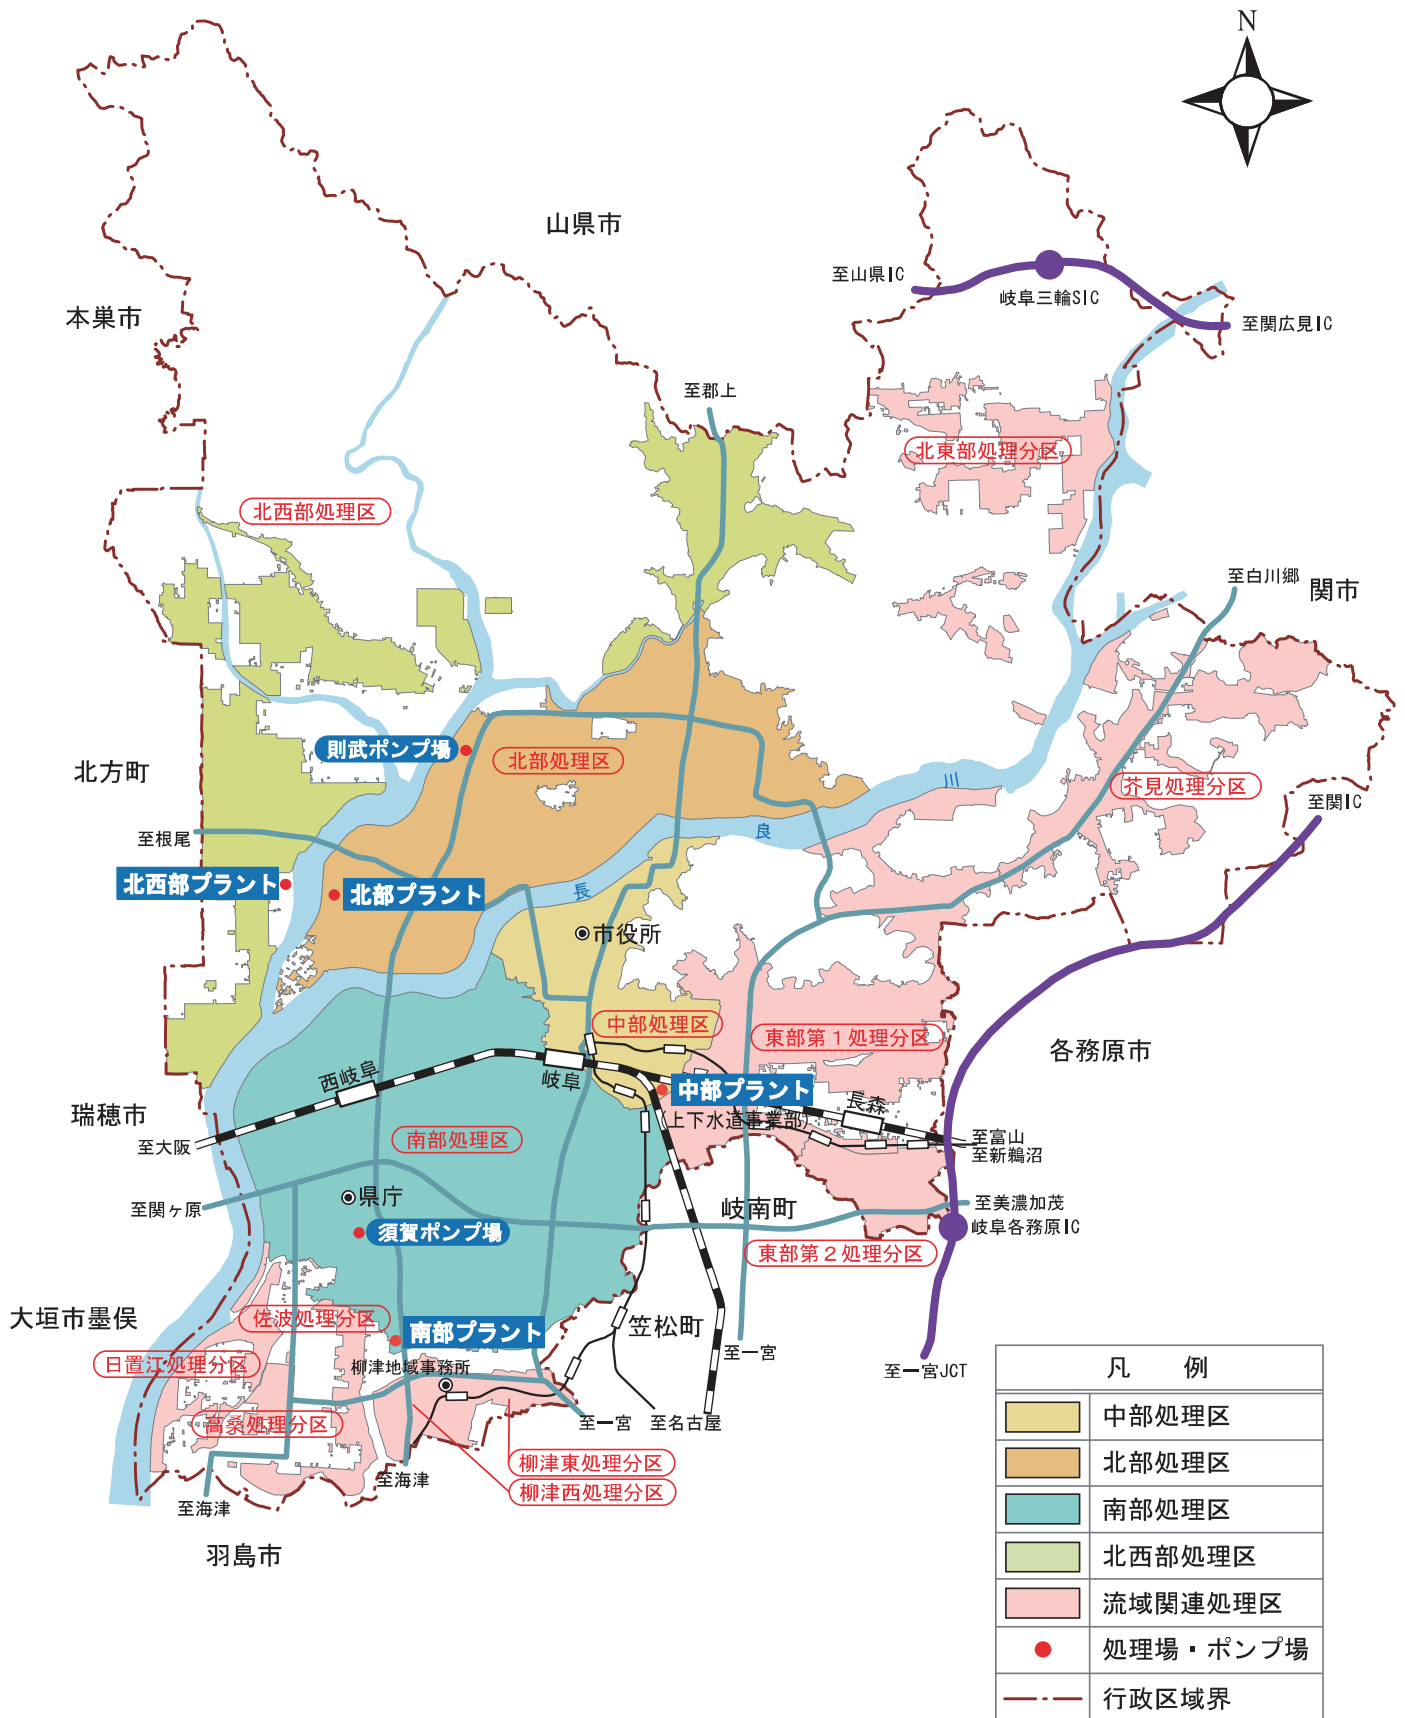 N
山県市
至山県IC
岐阜三輪SIC
本巣市
至関広見IC
至郡上
北東部処理分区
北西部処理区
至白川郷
関市
則武ポンプ場
北部処理区
北方町
川
芥見処理分区
至関IC
至根尾
良
北西部プラント
北部プラント
長
市役所
中部処理区
東部第1処理分区
各務原市
西岐阜
岐阜
中部プラント
(上下水道事業部)
長森
瑞穂市
至大阪
南部処理区
至富山
至新鵜沼
県庁
至関ヶ原
岐南町
至美濃加茂
岐阜各務原IC
須賀ポンプ場
東部第2処理分区
大垣市墨俣
佐波処理分区
南部プラント
笠松町
日置江処理分区
柳津地域事務所
至一宮
至一宮JCT
高桑処理分区
至一宮
至名古屋
柳津東処理分区
至海津
柳津西処理分区
至海津
羽島市
凡 例
中部処理区
北部処理区
南部処理区
北西部処理区
流域関連処理区
処理場・ポンプ場
行政区域界